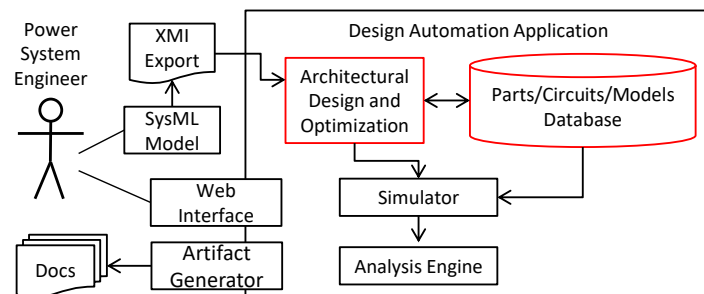 Power
System
Engineer
XMI
Export
Design Automation Application
Architectural
Design and
Optimization
Parts/Circuits/Models
Database
SysML
Model
Web
Interface
Simulator
Docs
Artifact
Generator
Analysis Engine